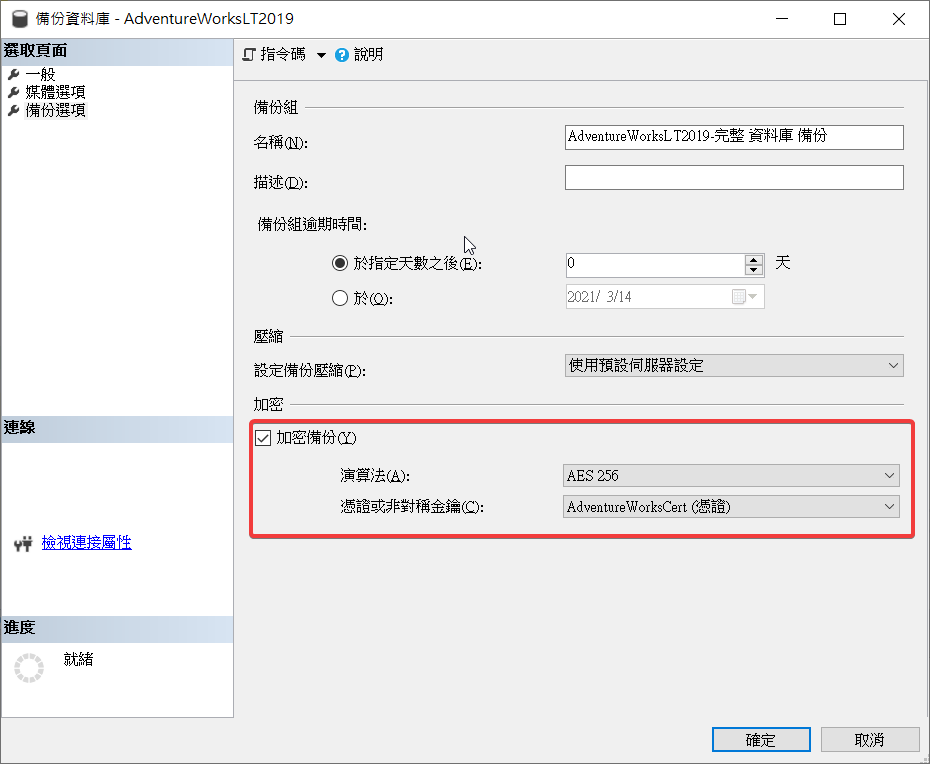 備份資料庫 - AdventureWorksLT2019
選取頁面
一般
媒體選項
備份選項
指令碼
說明
備份組
名稱(N):
AdventureWorksLT2019-完整 資料庫 備份
描述(D):
備份組逾期時間:
於指定天數之後(E):
0
天
於(O):
2021/ 3/14
壓縮
設定備份壓縮(P):
使用預設伺服器設定
加密
加密備份(Y)
演算法(A):
AES 256
憑證或非對稱金鑰(C):
AdventureWorksCert (憑證)
連線
檢視連接屬性
進度
就緒
確定
取消